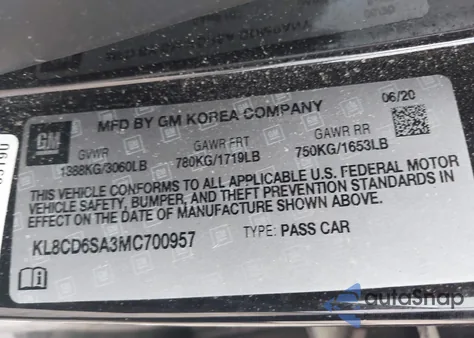 GM
MFD BY GM KOREA COMPANY
06/20
GVWR
GAWR FRT
GAWR RR
1388KG/3060LB
780KG/1719LB
750KG/1653LB
THIS VEHICLE CONFORMS TO ALL APPLICABLE U.S. FEDERAL MOTOR
VEHICLE SAFETY, BUMPER, AND THEFT PREVENTION STANDARDS IN
EFFECT ON THE DATE OF MANUFACTURE SHOWN ABOVE.
KL8CD6SA3MC700957
TYPE: PASS CAR
autoSnap